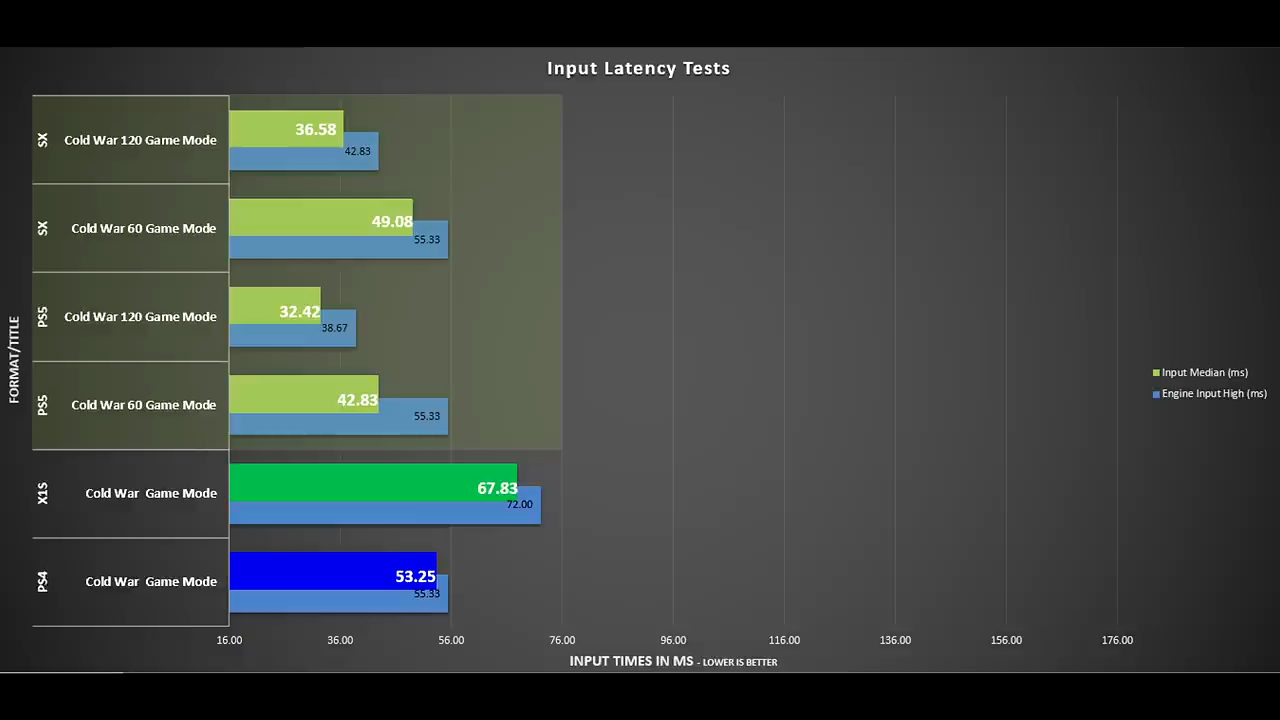 Input Latency Tests
SX
Cold War 120 Game Mode
36.58
42.83
SX
Cold War 60 Game Mode
49.08
55.33
PS5
Cold War 120 Game Mode
32.42
38.67
PS5
Cold War 60 Game Mode
42.83
55.33
X1S
Cold War Game Mode
67.83
72.00
PS4
Cold War Game Mode
53.25
55.33
FORMAT/TITLE
Input Median (ms)
Engine Input High (ms)
16.00 36.00 56.00 76.00 96.00 116.00 136.00 156.00 176.00
INPUT TIMES IN MS - LOWER IS BETTER